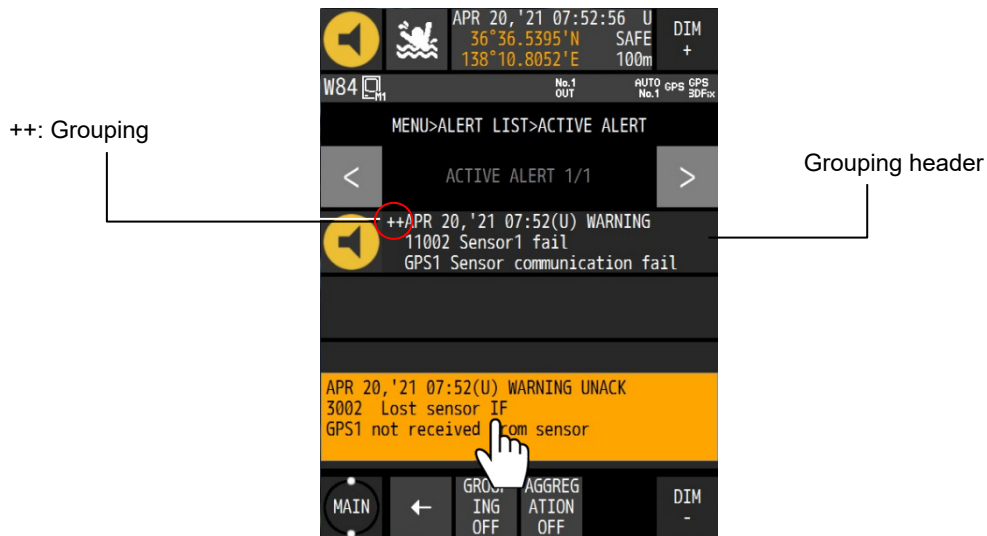 APR 20,'21 07:52:56 U
36°36.5395'N SAFE
138°10.8052'E 100m
DIM
+
W84 M1
No.1
OUT
AUTO
No.1
GPS
GPS
3DFix
++: Grouping
MENU>ALERT LIST>ACTIVE ALERT
< ACTIVE ALERT 1/1 >
Grouping header
++APR 20,'21 07:52(U) WARNING
11002 Sensor1 fail
GPS1 Sensor communication fail
APR 20,'21 07:52(U) WARNING UNACK
3002 Lost sensor IF
GPS1 not received from sensor
MAIN
←
GROUP
ING
OFF
AGGREG
ATION
OFF
DIM
-